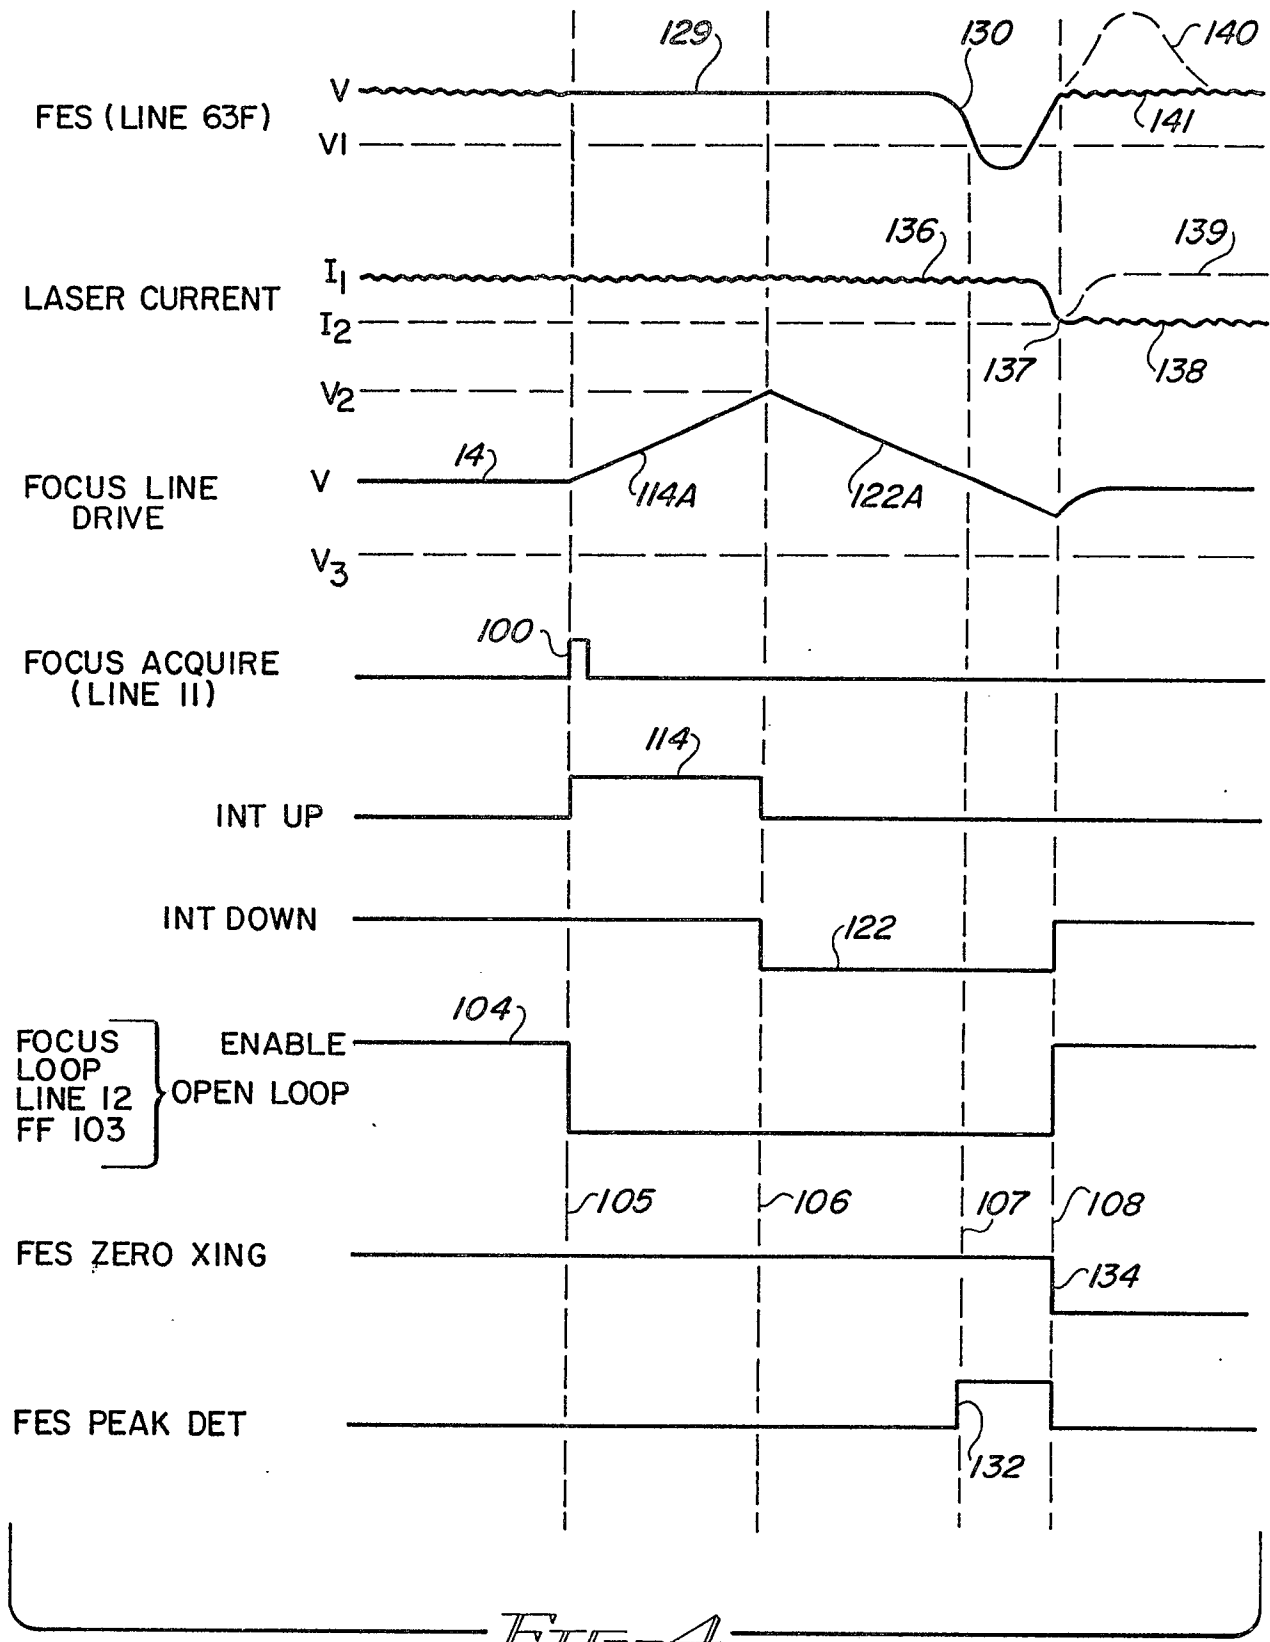 129
130
140
V
FES (LINE 63F)
141
V1
136
139
I1
LASER CURRENT
I2
137
138
V2
14
FOCUS LINE
DRIVE
V
114A
122A
V3
100
FOCUS ACQUIRE
(LINE 11)
114
INT UP
INT DOWN
122
104
FOCUS
LOOP
LINE 12
FF 103
ENABLE
OPEN LOOP
105
106
107
108
FES ZERO XING
134
FES PEAK DET
132